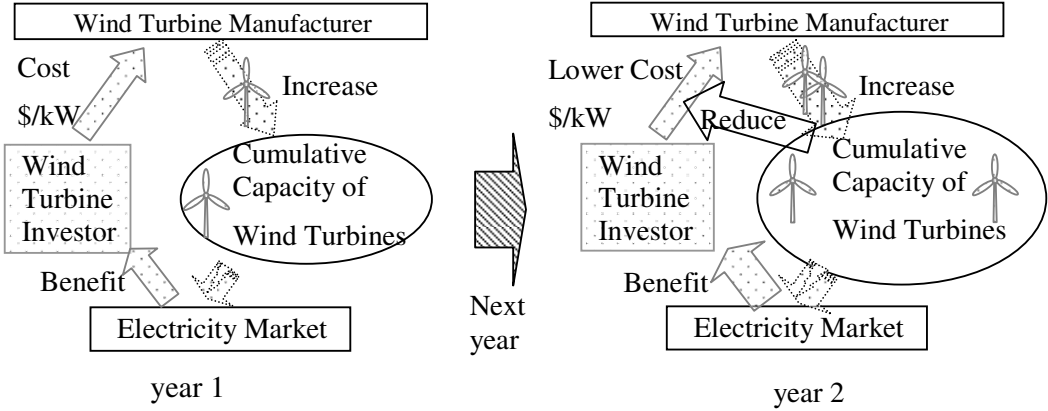 Wind Turbine Manufacturer
Cost
$/kW
Increase
Wind
Turbine
Investor
Cumulative
Capacity of
Wind Turbines
Benefit
Electricity Market
year 1
Next
year
Wind Turbine Manufacturer
Lower Cost
$/kW
Increase
Reduce
Wind
Turbine
Investor
Cumulative
Capacity of
Wind Turbines
Benefit
Electricity Market
year 2